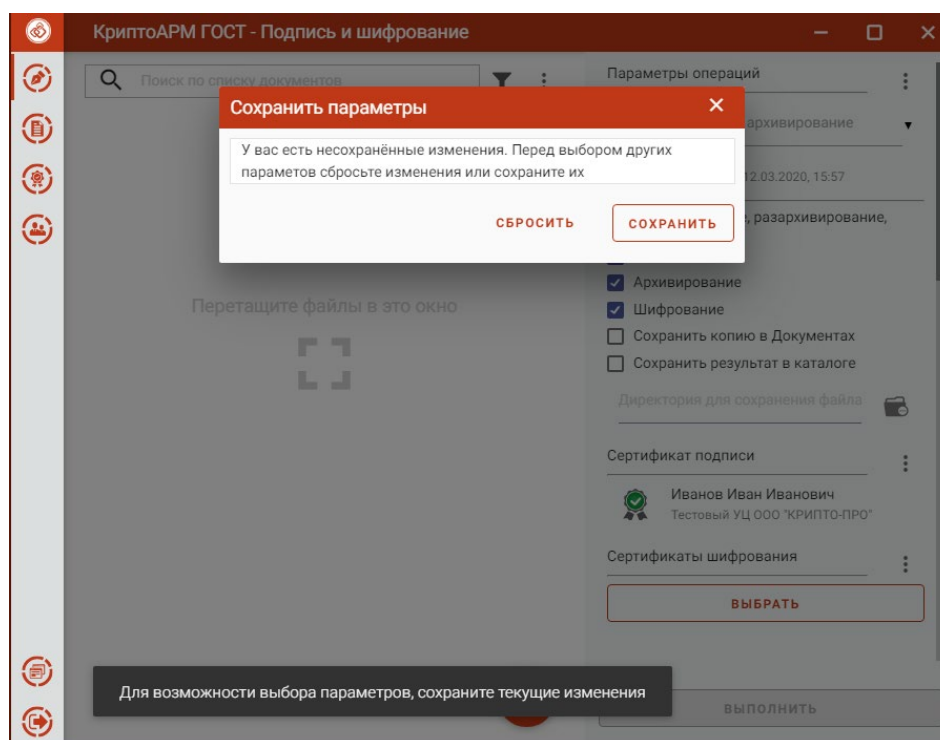 КриптоАРМ ГОСТ - Подпись и шифрование
Поиск по списку документов
Параметры операций
Сохранить параметры
архивирование
У вас есть несохранённые изменения. Перед выбором других
параметов сбросьте изменения или сохраните их
12.03.2020, 15:57
СБРОСИТЬ
СОХРАНИТЬ
, разархивирование,
Архивирование
Перетащите файлы в это окно
Шифрование
Сохранить копию в Документах
Сохранить результат в каталоге
Директория для сохранения файла
Сертификат подписи
Иванов Иван Иванович
Тестовый УЦ ООО "КРИПТО-ПРО"
Сертификаты шифрования
ВЫБРАТЬ
Для возможности выбора параметров, сохраните текущие изменения
ВЫПОЛНИТЬ